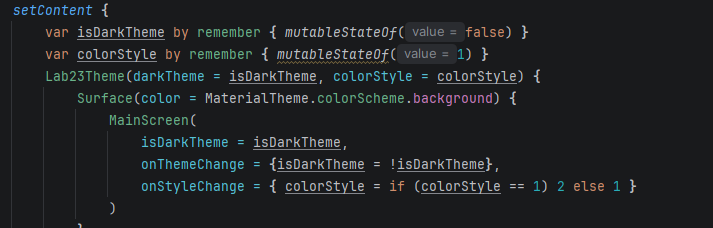 setContent {
var isDarkTheme by remember { mutableStateOf( value = false) }
var colorStyle by remember { mutableStateOf( value = 1) }
Lab23Theme(darkTheme = isDarkTheme, colorStyle = colorStyle) {
Surface(color = MaterialTheme.colorScheme.background) {
MainScreen(
isDarkTheme = isDarkTheme,
onThemeChange = {isDarkTheme = !isDarkTheme},
onStyleChange = { colorStyle = if (colorStyle == 1) 2 else 1 }
)
}